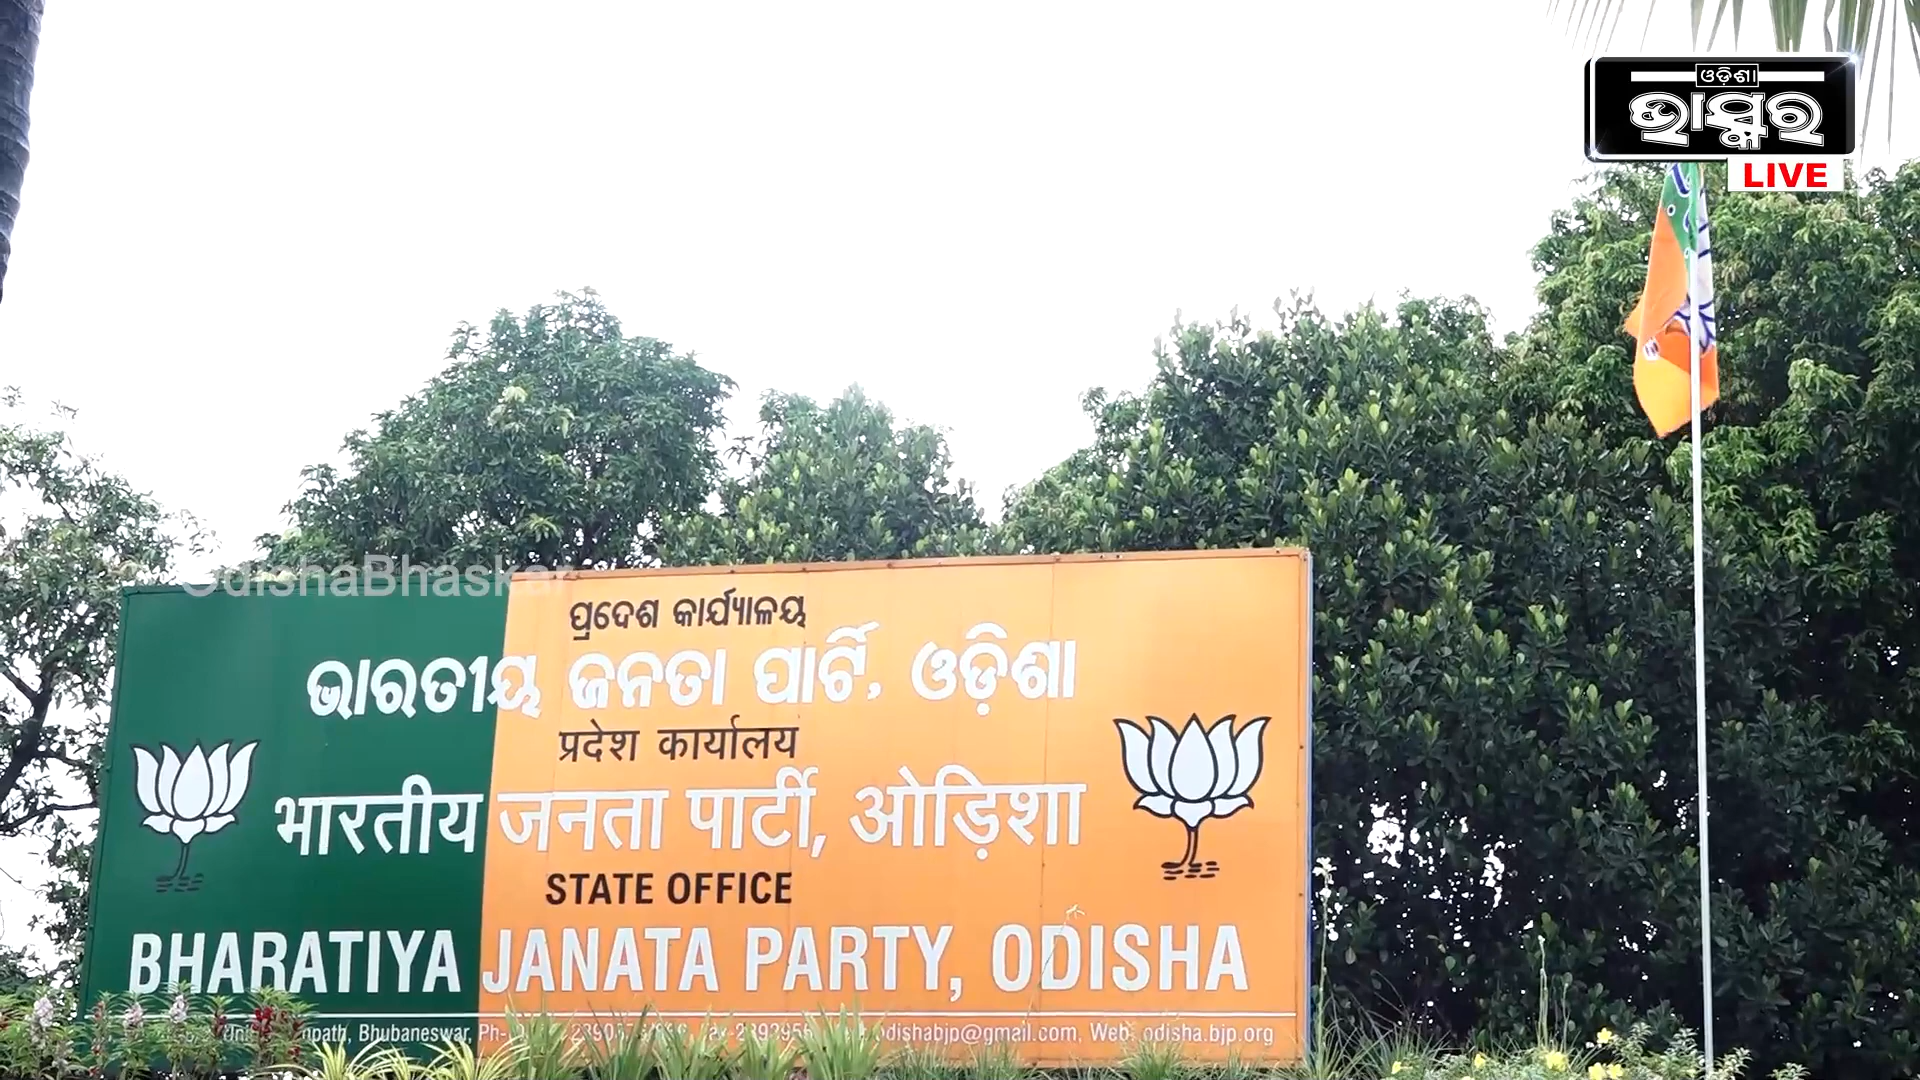 ଓଡ଼ିଶା
ଭାସ୍କର
LIVE
OdishaBhaskar
ପ୍ରଦେଶ କାର୍ଯ୍ୟାଳୟ
ଭାରତୀୟ ଜନତା ପାର୍ଟି, ଓଡ଼ିଶା
प्रदेश कार्यालय
भारतीय जनता पार्टी, ओड़िशा
STATE OFFICE
BHARATIYA JANATA PARTY, ODISHA
Bhubaneswar, Ph- odishabjp@gmail.com, Web: odisha.bjp.org